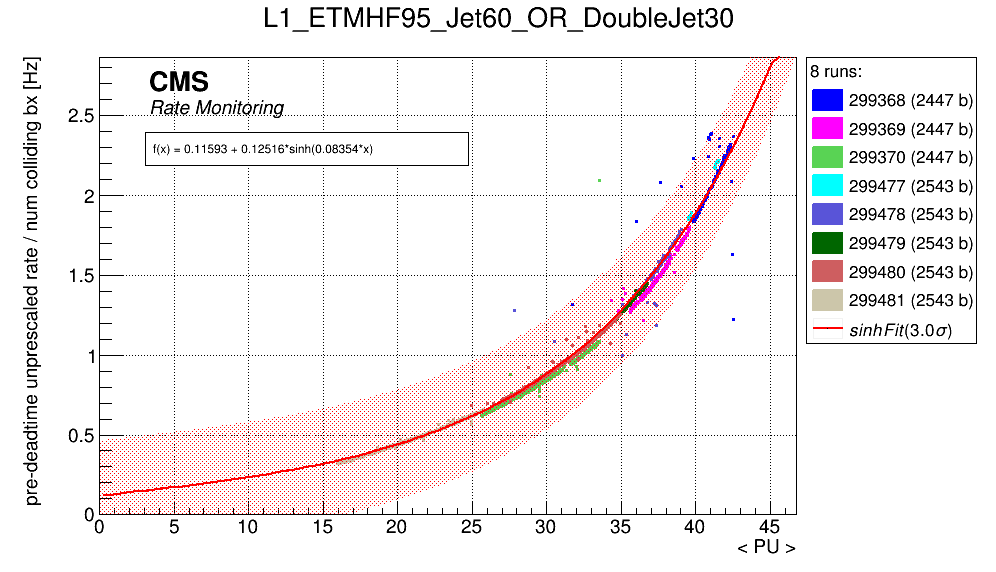 L1_ETMHF95_Jet60_OR_DoubleJet30
pre-deadtime unprescaled rate / num colliding bx [Hz]
CMS
Rate Monitoring
f(x) = 0.11593 + 0.12516*sinh(0.08354*x)
2.5
2
1.5
1
0.5
0
0 5 10 15 20 25 30 35 40 45
< PU >
8 runs:
299368 (2447 b)
299369 (2447 b)
299370 (2447 b)
299477 (2543 b)
299478 (2543 b)
299479 (2543 b)
299480 (2543 b)
299481 (2543 b)
sinhFit(3.0σ)